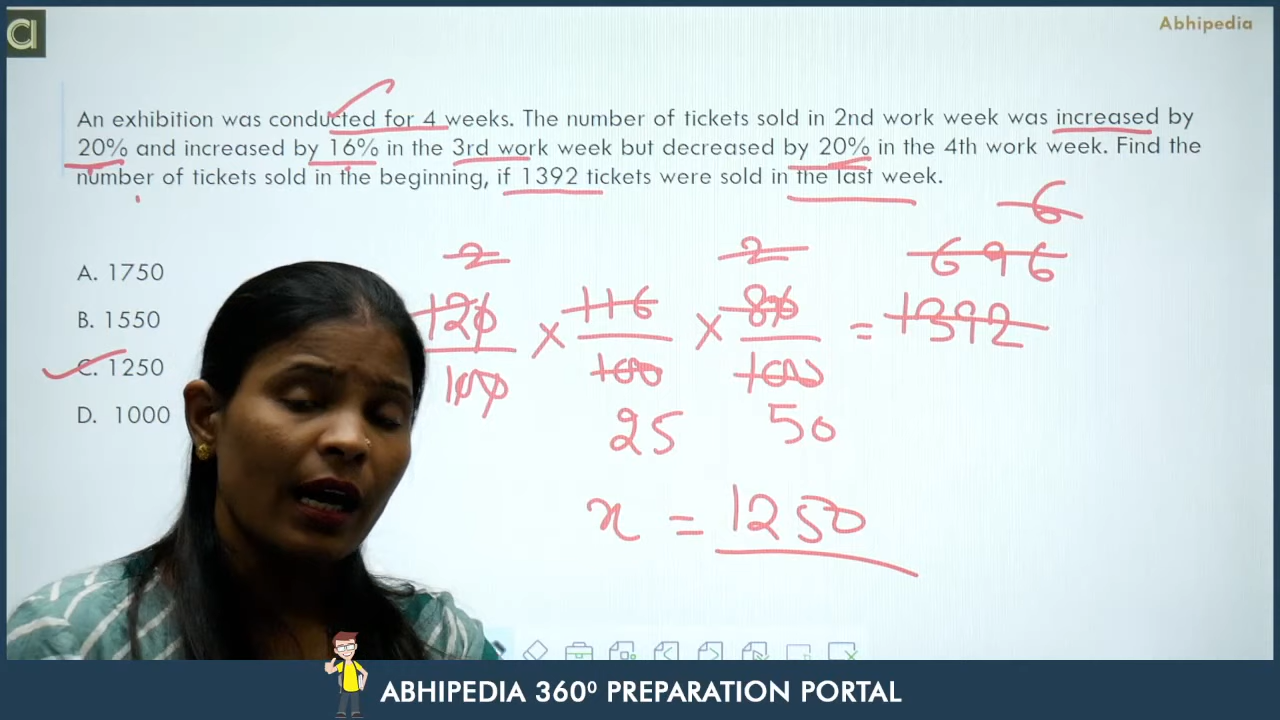 Abhipedia
An exhibition was conducted for 4 weeks. The number of tickets sold in 2nd work week was increased by
20% and increased by 16% in the 3rd work week but decreased by 20% in the 4th work week. Find the
number of tickets sold in the beginning, if 1392 tickets were sold in the last week.
A. 1750
B. 1550
C. 1250
D. 1000
6
2 2 696
120 × 116 × 80 = 1392
100 100 100
25 50
x = 1250
ABHIPEDIA 360⁰ PREPARATION PORTAL